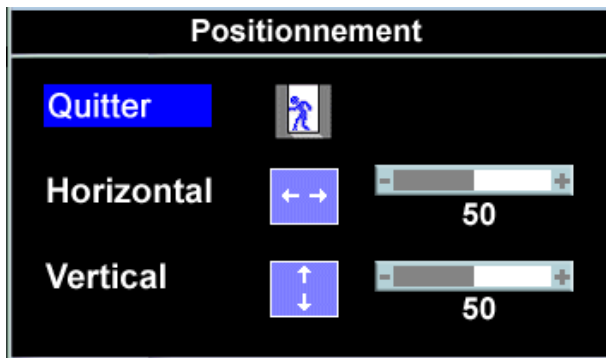 Positionnement
Quitter
Horizontal
- +
50
Vertical
- +
50